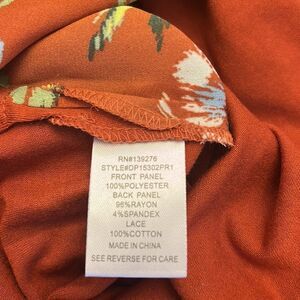 RN#139276
STYLE#DP15302PR1
FRONT PANEL
100%POLYESTER
BACK PANEL
96%RAYON
4%SPANDEX
LACE
100%COTTON
MADE IN CHINA
SEE REVERSE FOR CARE